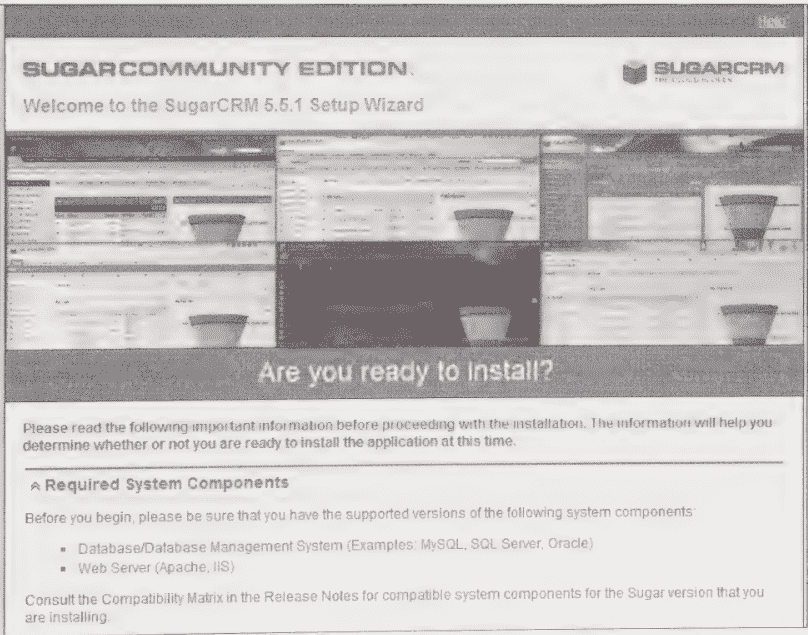 Help
SUGARCOMMUNITY EDITION.
SUGARCRM
Welcome to the SugarCRM 5.5.1 Setup Wizard
Are you ready to install?
Please read the following important information before proceeding with the installation. The information will help you
determine whether or not you are ready to install the application at this time.
Required System Components
Before you begin, please be sure that you have the supported versions of the following system components:
Database/Database Management System (Examples: MySQL, SQL Server, Oracle)
Web Server (Apache, IIS)
Consult the Compatibility Matrix in the Release Notes for compatible system components for the Sugar version that you
are installing.